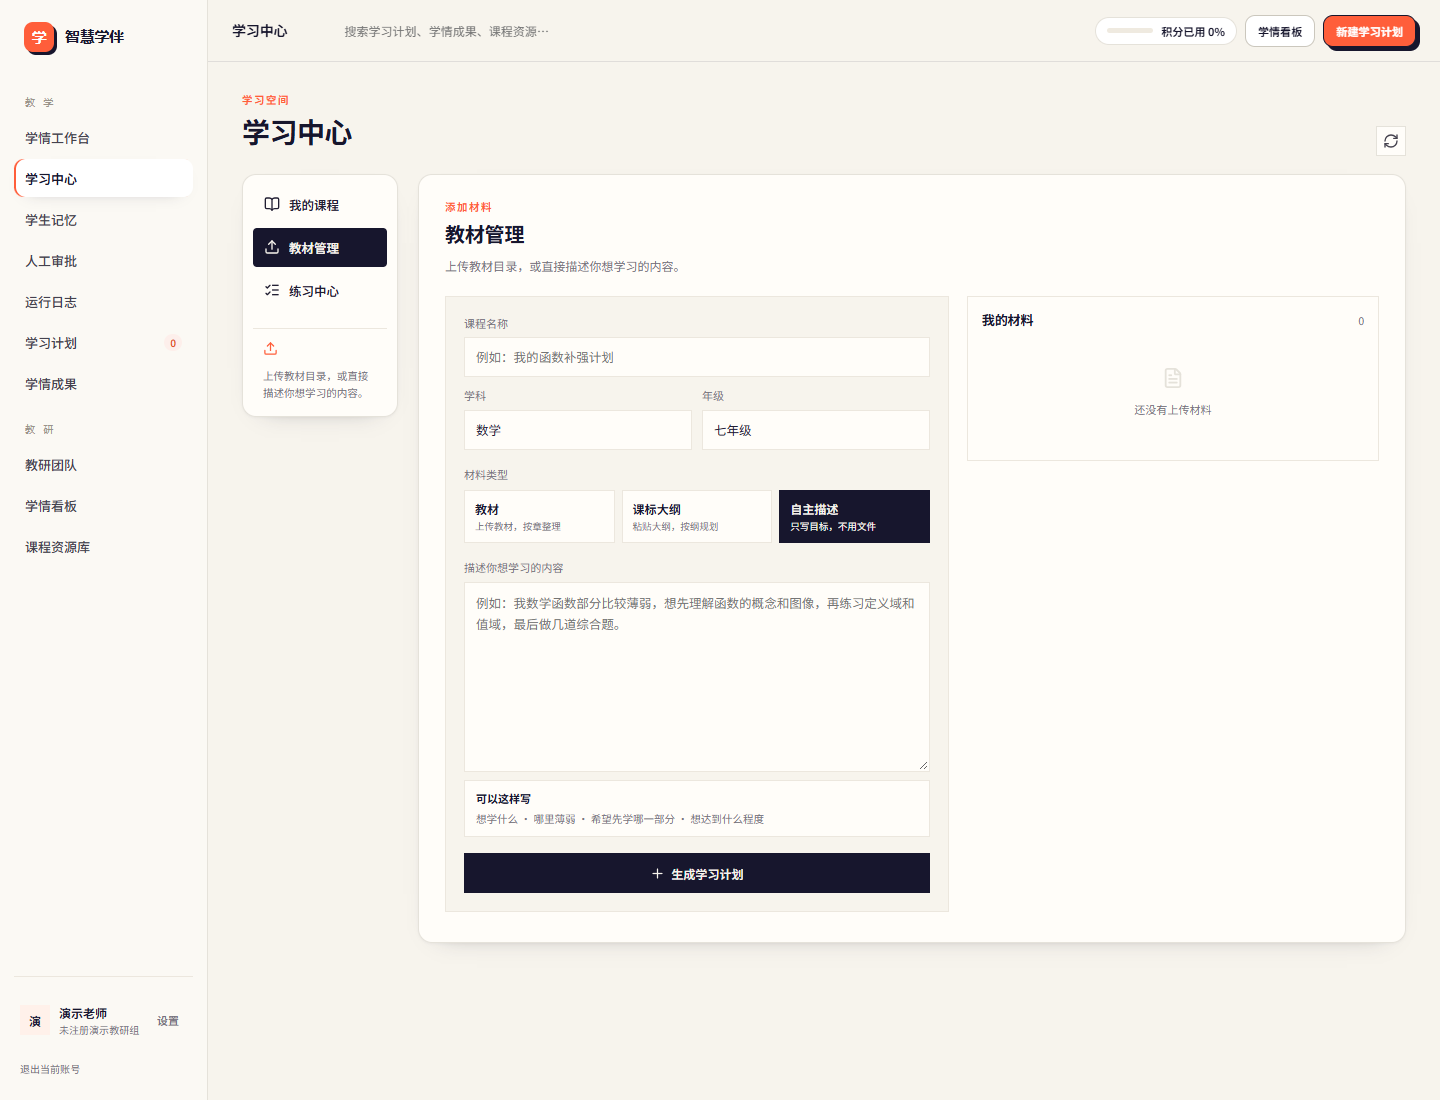 学
智慧学伴
学习中心
搜索学习计划、学情成果、课程资源…
积分已用 0%
学情看板
新建学习计划
教 学
学情工作台
学习中心
学生记忆
人工审批
运行日志
学习计划
0
学情成果
教 研
教研团队
学情看板
课程资源库
演
演示老师
未注册演示教研组
设置
退出当前账号
学习空间
学习中心
我的课程
教材管理
练习中心
上传教材目录，或直接
描述你想学习的内容。
添加材料
教材管理
上传教材目录，或直接描述你想学习的内容。
课程名称
例如：我的函数补强计划
学科
年级
数学
七年级
材料类型
教材
上传教材，按章整理
课标大纲
粘贴大纲，按纲规划
自主描述
只写目标，不用文件
描述你想学习的内容
例如：我数学函数部分比较薄弱，想先理解函数的概念和图像，再练习定义域和
值域，最后做几道综合题。
可以这样写
想学什么 · 哪里薄弱 · 希望先学哪一部分 · 想达到什么程度
生成学习计划
我的材料
0
还没有上传材料